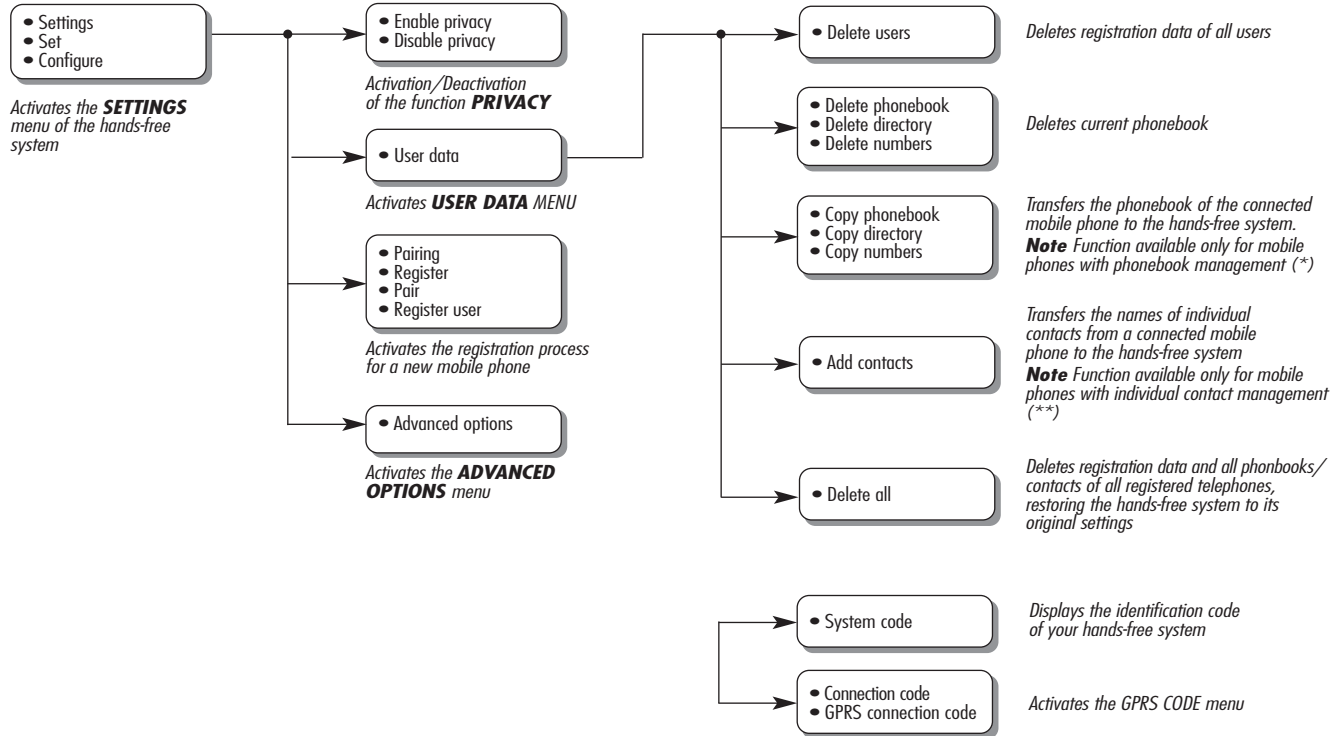 • Settings
• Set
• Configure
Activates the SETTINGS
menu of the hands-free
system
• Enable privacy
• Disable privacy
Activation/Deactivation
of the function PRIVACY
• User data
Activates USER DATA MENU
• Pairing
• Register
• Pair
• Register user
Activates the registration process
for a new mobile phone
• Advanced options
Activates the ADVANCED
OPTIONS menu
• Delete users
Deletes registration data of all users
• Delete phonebook
• Delete directory
• Delete numbers
Deletes current phonebook
• Copy phonebook
• Copy directory
• Copy numbers
Transfers the phonebook of the connected
mobile phone to the hands-free system.
Note Function available only for mobile
phones with phonebook management (*)
• Add contacts
Transfers the names of individual
contacts from a connected mobile
phone to the hands-free system
Note Function available only for mobile
phones with individual contact management
(**)
• Delete all
Deletes registration data and all phonbooks/
contacts of all registered telephones,
restoring the hands-free system to its
original settings
• System code
Displays the identification code
of your hands-free system
• Connection code
• GPRS connection code
Activates the GPRS CODE menu